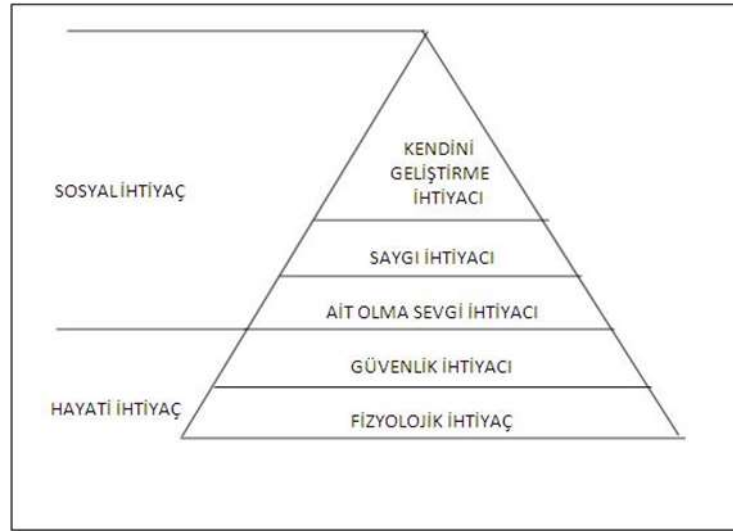 KENDİNİ
GELİŞTİRME
İHTİYACI
SOSYAL İHTİYAÇ
SAYGI İHTİYACI
AİT OLMA SEVGİ İHTİYACI
GÜVENLİK İHTİYACI
HAYATİ İHTİYAÇ
FİZYOLOJİK İHTİYAÇ